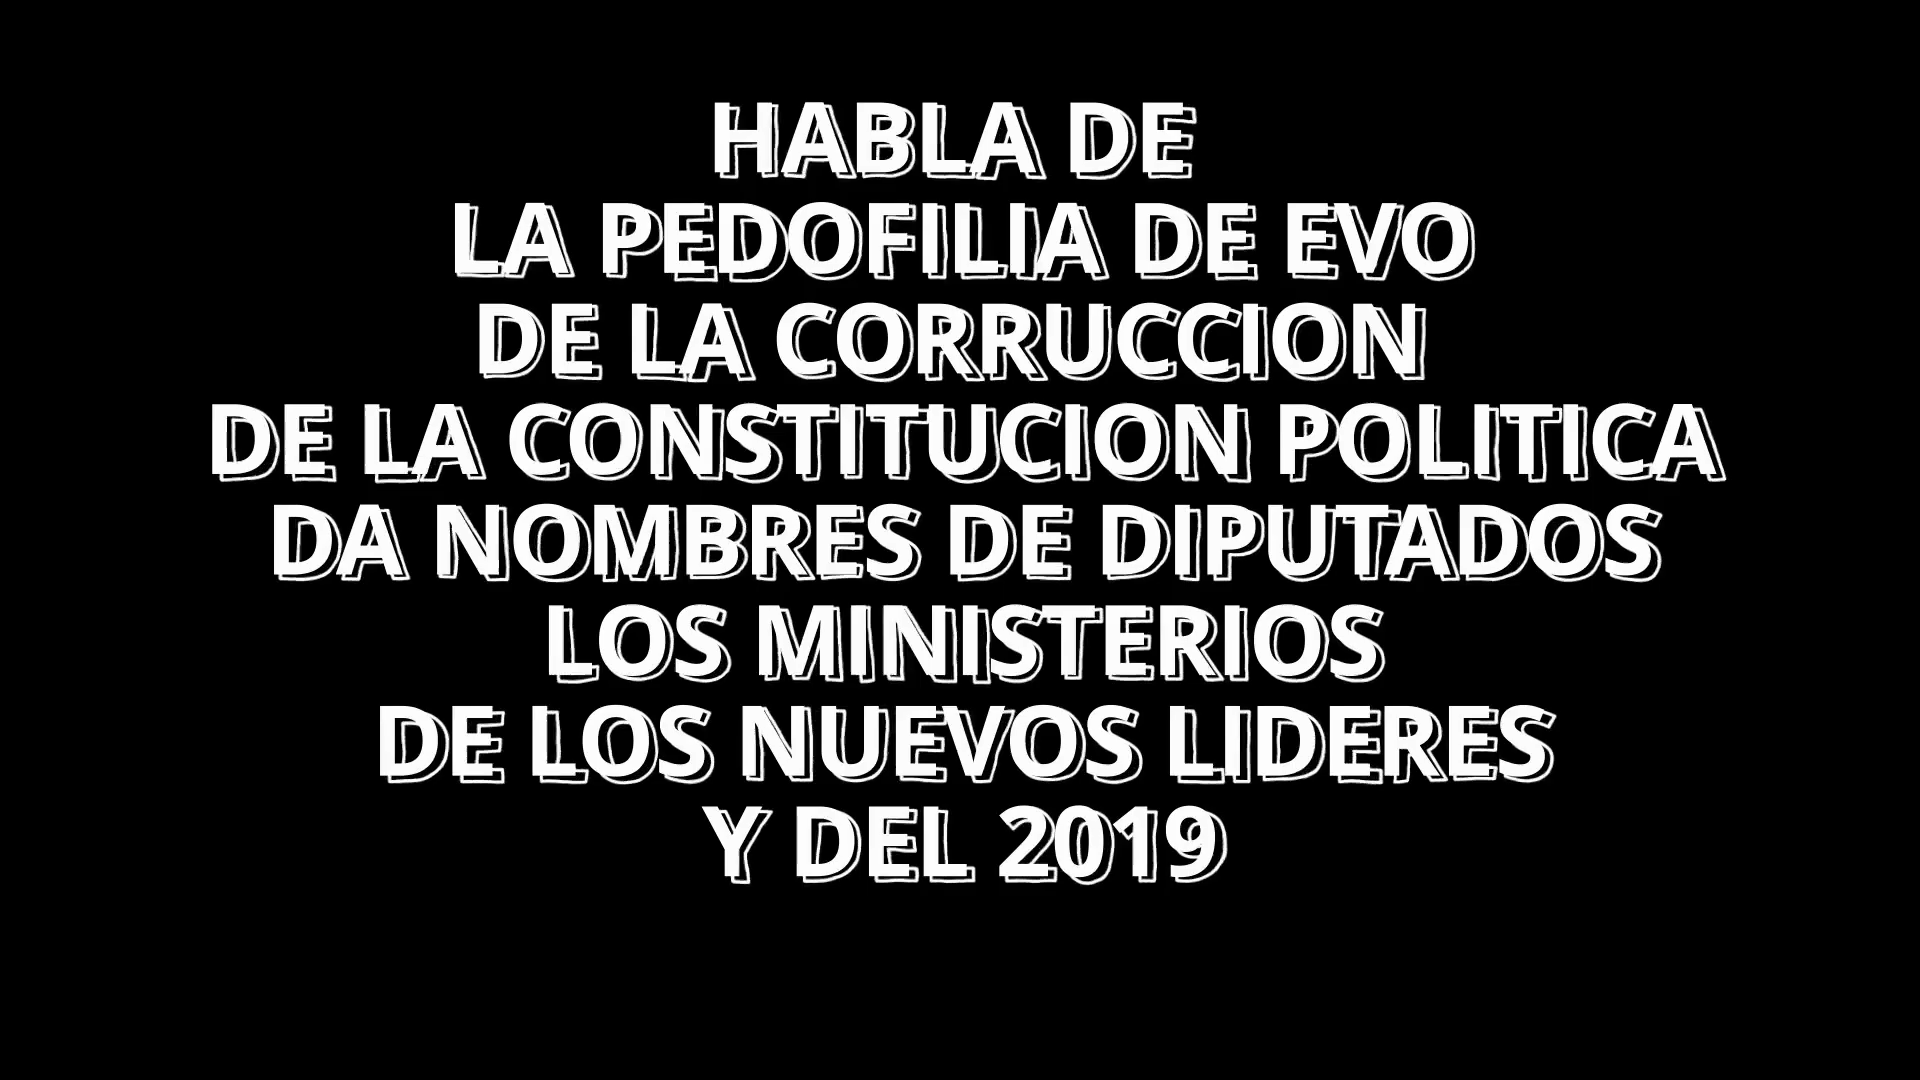 HABLA DE
LA PEDOFILIA DE EVO
DE LA CORRUCCION
DE LA CONSTITUCION POLITICA
DA NOMBRES DE DIPUTADOS
LOS MINISTERIOS
DE LOS NUEVOS LIDERES
Y DEL 2019